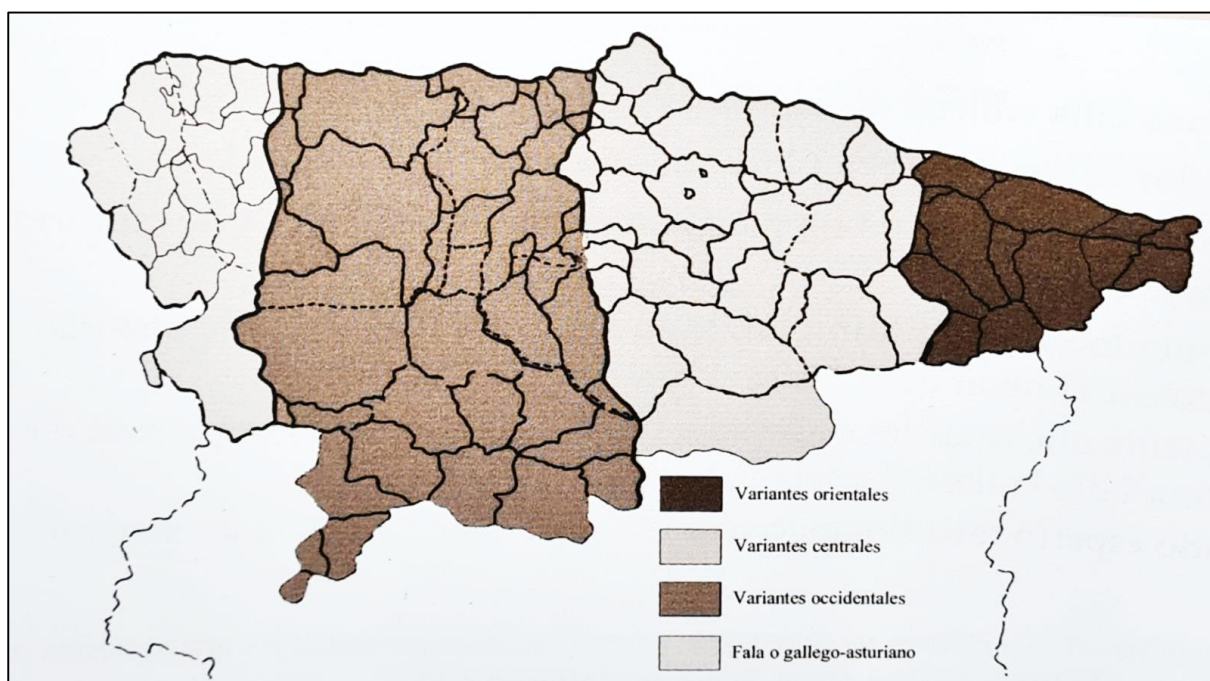 Variantes orientales
Variantes centrales
Variantes occidentales
Fala o gallego-asturiano